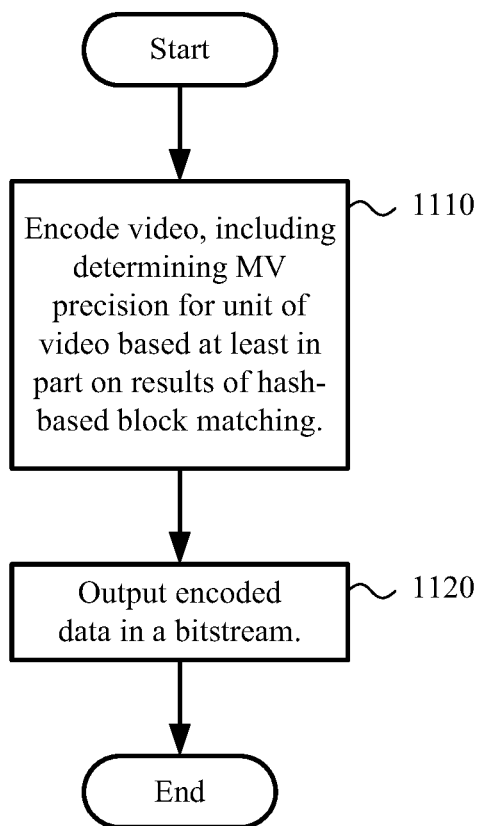 Start
1110
Encode video, including
determining MV
precision for unit of
video based at least in
part on results of hash-
based block matching.
1120
Output encoded
data in a bitstream.
End